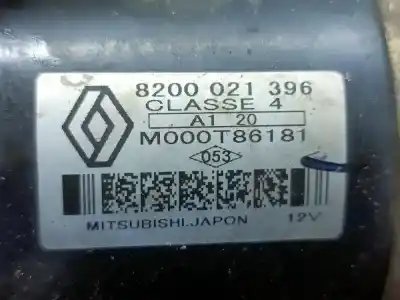 8200 021 396
CLASSE 4
A1 20
M000T86181
053
MITSUBISHI.JAPON 12V